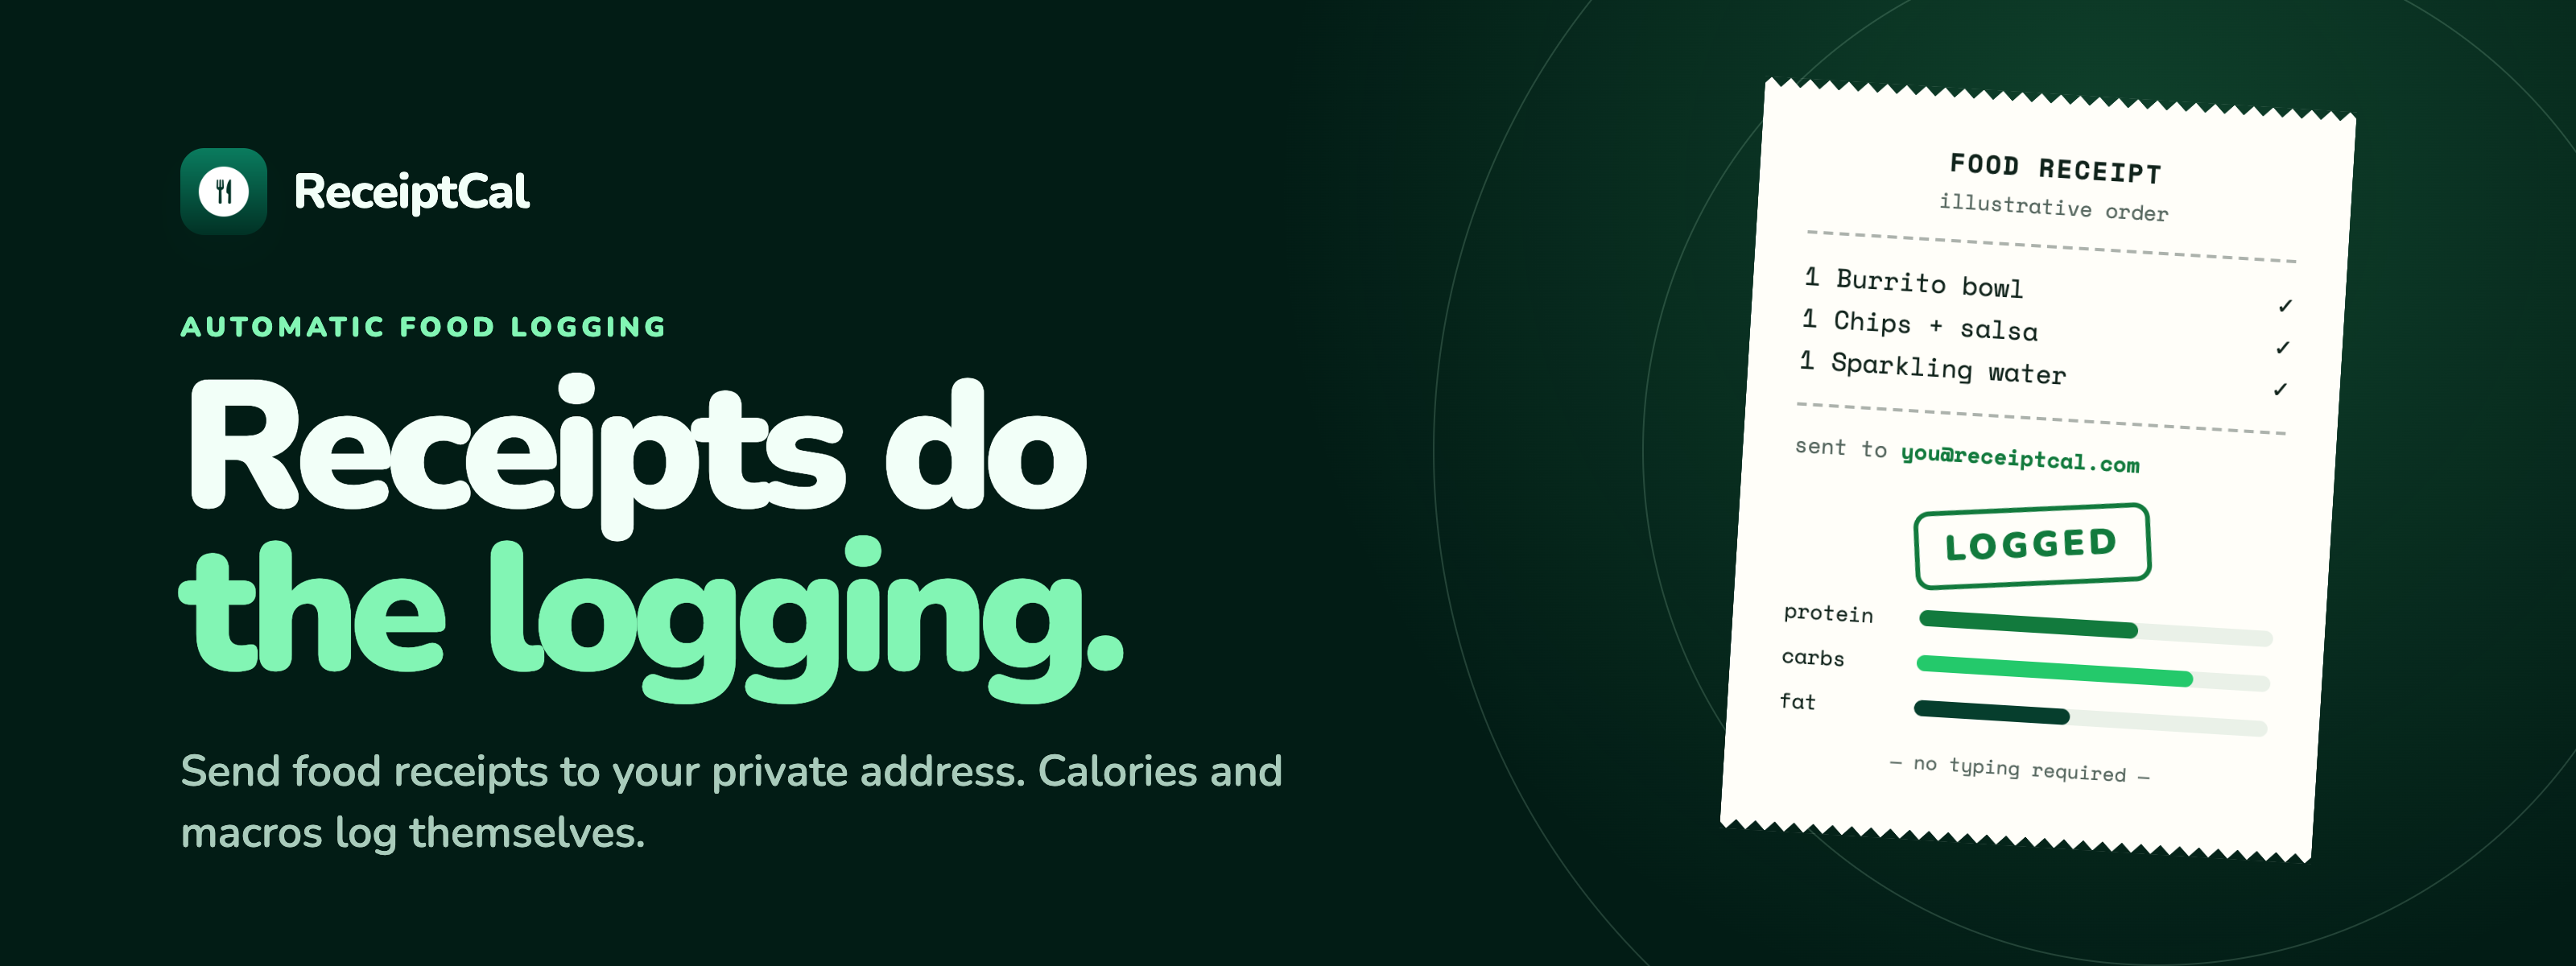 ReceiptCal
AUTOMATIC FOOD LOGGING
Receipts do
the logging.
Send food receipts to your private address. Calories and
macros log themselves.
FOOD RECEIPT
illustrative order
1 Burrito bowl ✓
1 Chips + salsa ✓
1 Sparkling water ✓
sent to you@receiptcal.com
LOGGED
protein
carbs
fat
— no typing required —